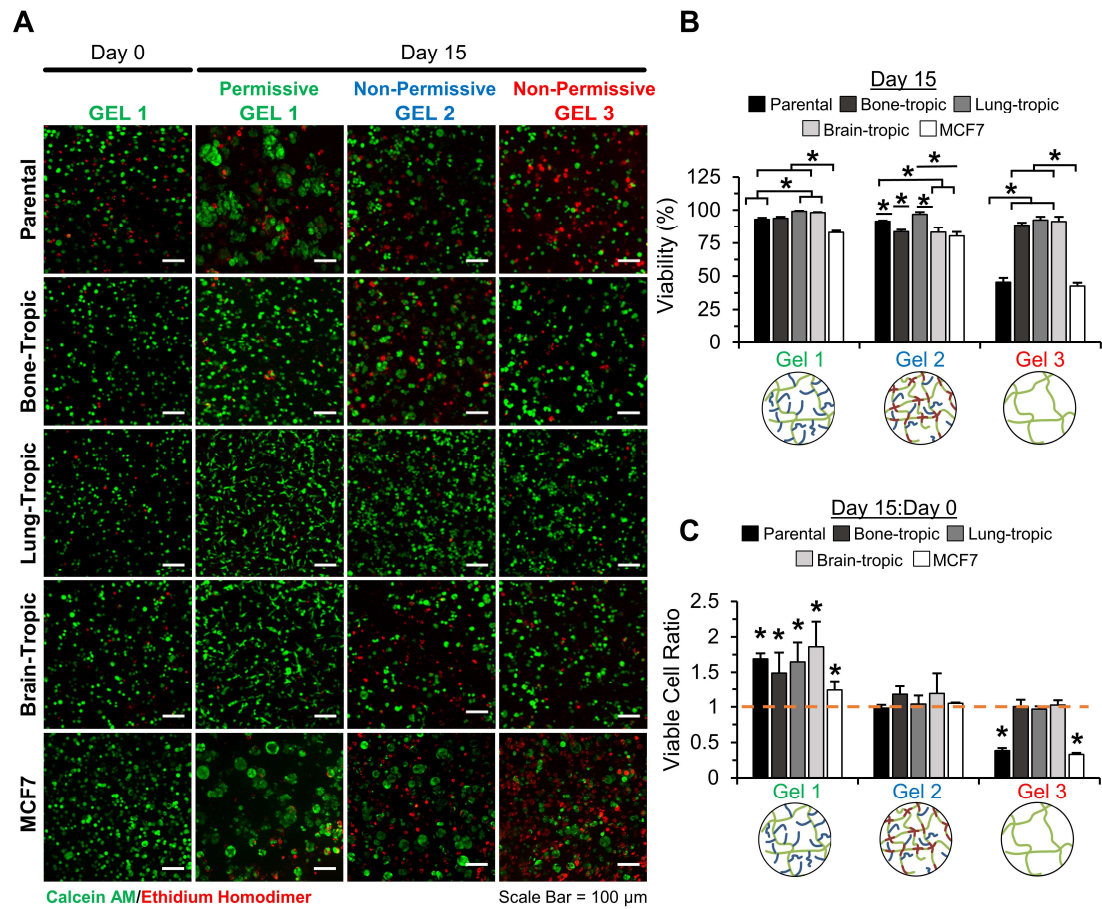 A
Day 0
Day 15
GEL 1
Permissive
GEL 1
Non-Permissive
GEL 2
Non-Permissive
GEL 3
Parental
Bone-Tropic
Lung-Tropic
Brain-Tropic
MCF7
Calcein AM/Ethidium Homodimer
Scale Bar = 100 µm
B
Day 15
Parental Bone-tropic Lung-tropic
Brain-tropic MCF7
Viability (%)
125
100
75
50
25
0
* *
* * * * *
* *
Gel 1 Gel 2 Gel 3
C
Day 15:Day 0
Parental Bone-tropic Lung-tropic
Brain-tropic MCF7
Viable Cell Ratio
2.5
2
1.5
1
0.5
0
* * * * *
* *
Gel 1 Gel 2 Gel 3